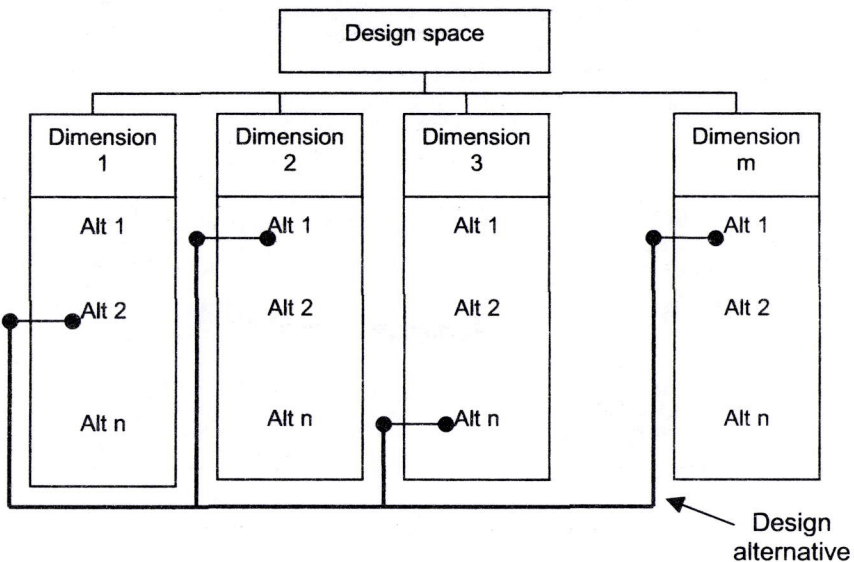 Design space
Dimension
1
Dimension
2
Dimension
3
Dimension
m
Alt 1
Alt 1
Alt 1
Alt 1
Alt 2
Alt 2
Alt 2
Alt 2
Alt n
Alt n
Alt n
Alt n
Design
alternative